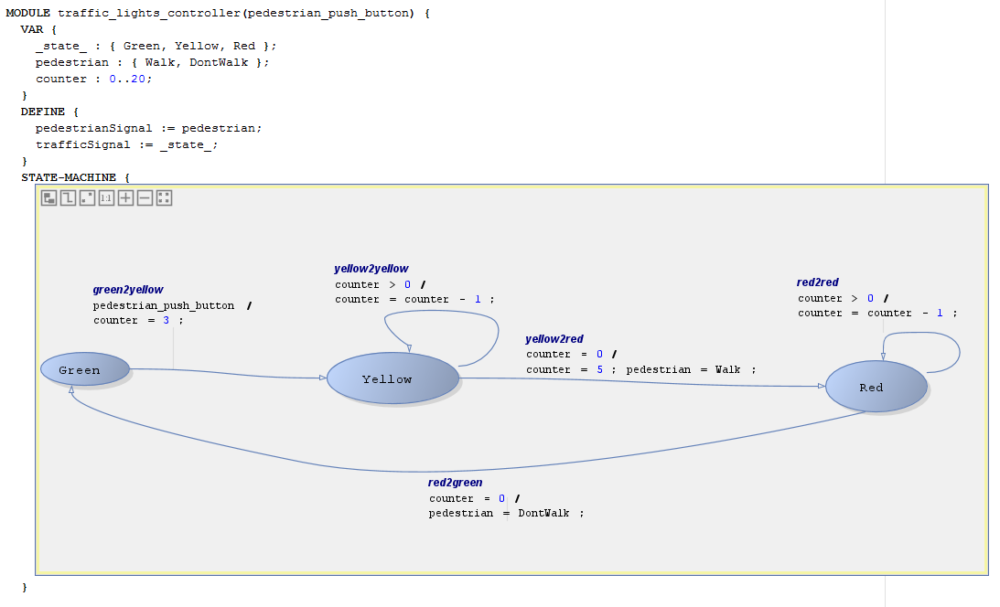 MODULE traffic_lights_controller(pedestrian_push_button) {
VAR {
_state_ : { Green, Yellow, Red };
pedestrian : { Walk, DontWalk };
counter : 0..20;
}
DEFINE {
pedestrianSignal := pedestrian;
trafficSignal := _state_;
}
STATE-MACHINE {
1:1
yellow2yellow
counter > 0 /
counter = counter - 1 ;
green2yellow
pedestrian_push_button /
counter = 3 ;
red2red
counter > 0 /
counter = counter - 1 ;
yellow2red
counter = 0 /
counter = 5 ; pedestrian = Walk ;
Green
Yellow
Red
red2green
counter = 0 /
pedestrian = DontWalk ;
}